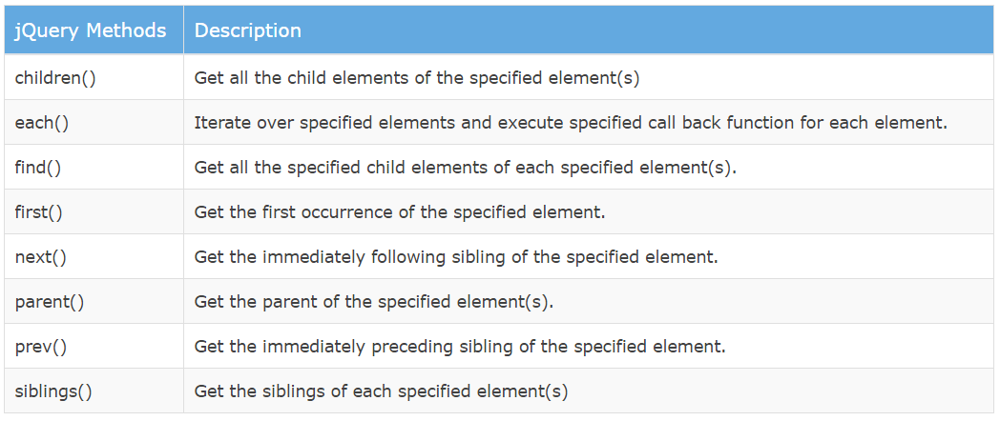 jQuery Methods Description
children() Get all the child elements of the specified element(s)
each() Iterate over specified elements and execute specified call back function for each element.
find() Get all the specified child elements of each specified element(s).
first() Get the first occurrence of the specified element.
next() Get the immediately following sibling of the specified element.
parent() Get the parent of the specified element(s).
prev() Get the immediately preceding sibling of the specified element.
siblings() Get the siblings of each specified element(s)